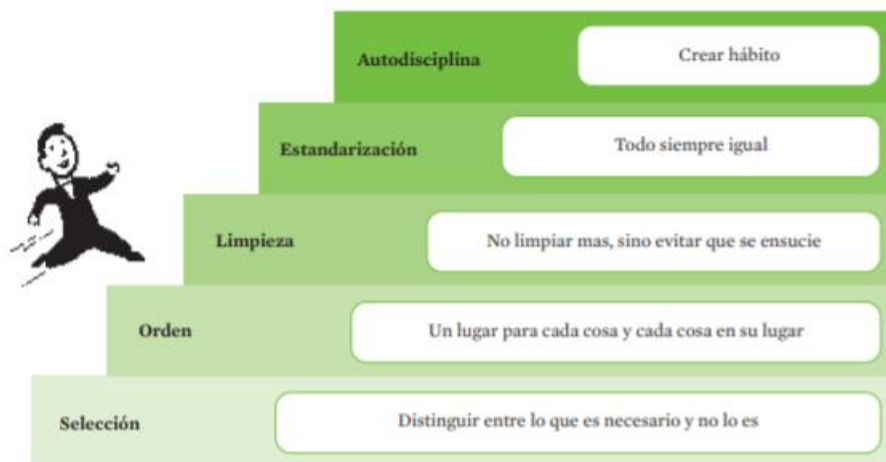 Autodisciplina
Crear hábito
Estandarización
Todo siempre igual
Limpieza
No limpiar mas, sino evitar que se ensucie
Orden
Un lugar para cada cosa y cada cosa en su lugar
Selección
Distinguir entre lo que es necesario y no lo es